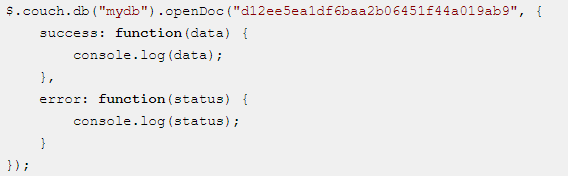 $.couch.db("mydb").openDoc("d12ee5ea1df6baa2b06451f44a019ab9", {
    success: function(data) {
        console.log(data);
    },
    error: function(status) {
        console.log(status);
    }
});